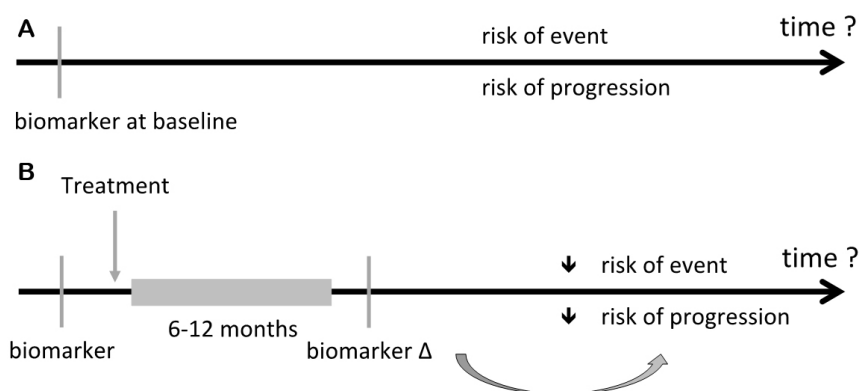 A
time ?
risk of event
risk of progression
biomarker at baseline
B
Treatment
time ?
↓ risk of event
↓ risk of progression
6-12 months
biomarker
biomarker Δ